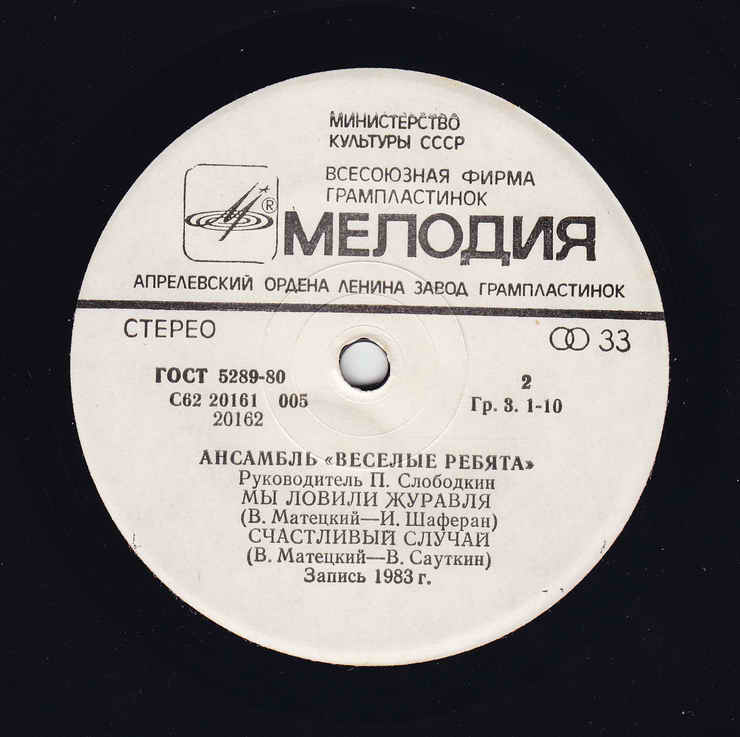 МИНИСТЕРСТВО
КУЛЬТУРЫ СССР
ВСЕСОЮЗНАЯ ФИРМА
ГРАМПЛАСТИНОК
®
МЕЛОДИЯ
АПРЕЛЕВСКИЙ ОРДЕНА ЛЕНИНА ЗАВОД ГРАМПЛАСТИНОК
СТЕРЕО 33
ГОСТ 5289-80 2
С62 20161 005 Гр. 3. 1-10
20162
АНСАМБЛЬ «ВЕСЕЛЫЕ РЕБЯТА»
Руководитель П. Слободкин
МЫ ЛОВИЛИ ЖУРАВЛЯ
(В. Матецкий—И. Шаферан)
СЧАСТЛИВЫЙ СЛУЧАЙ
(В. Матецкий—В. Сауткин)
Запись 1983 г.